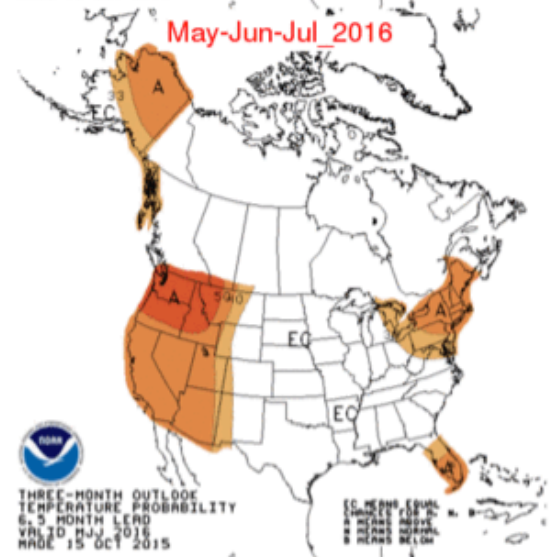 May-Jun-Jul_2016
A
33
EC
A
50 40
A
EC
EC
A
NOAA
THREE-MONTH OUTLOOK
TEMPERATURE PROBABILITY
6.5 MONTH LEAD
VALID MJJ 2016
MADE 15 OCT 2015
EC MEANS EQUAL
CHANCES FOR A, N, B
A MEANS ABOVE
N MEANS NORMAL
B MEANS BELOW